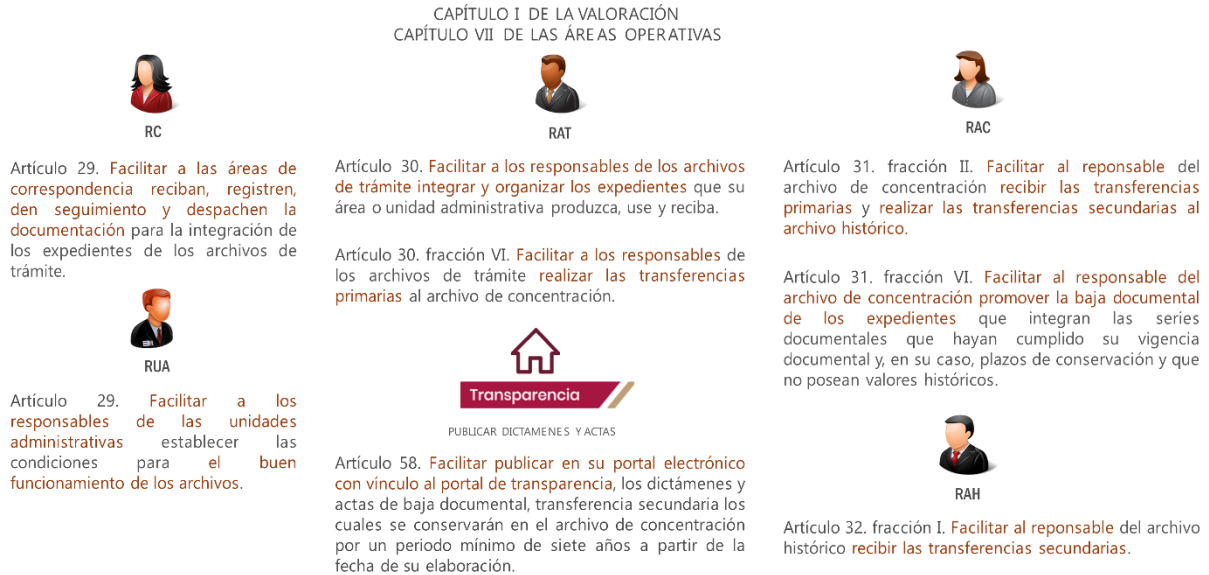 CAPÍTULO I DE LA VALORACIÓN
CAPÍTULO VII DE LAS ÁREAS OPERATIVAS
RC
Artículo 29. Facilitar a las áreas de
correspondencia reciban, registren,
den seguimiento y despachen la
documentación para la integración de
los expedientes de los archivos de
trámite.
RUA
Artículo 29. Facilitar a los
responsables de las unidades
administrativas establecer las
condiciones para el buen
funcionamiento de los archivos.
RAT
Artículo 30. Facilitar a los responsables de los archivos
de trámite integrar y organizar los expedientes que su
área o unidad administrativa produzca, use y reciba.
Artículo 30. fracción VI. Facilitar a los responsables de
los archivos de trámite realizar las transferencias
primarias al archivo de concentración.
Transparencia
PUBLICAR DICTAMENES Y ACTAS
Artículo 58. Facilitar publicar en su portal electrónico
con vínculo al portal de transparencia, los dictámenes y
actas de baja documental, transferencia secundaria los
cuales se conservarán en el archivo de concentración
por un periodo mínimo de siete años a partir de la
fecha de su elaboración.
RAC
Artículo 31. fracción II. Facilitar al reponsable del
archivo de concentración recibir las transferencias
primarias y realizar las transferencias secundarias al
archivo histórico.
Artículo 31. fracción VI. Facilitar al responsable del
archivo de concentración promover la baja documental
de los expedientes que integran las series
documentales que hayan cumplido su vigencia
documental y, en su caso, plazos de conservación y que
no posean valores históricos.
RAH
Artículo 32. fracción I. Facilitar al reponsable del archivo
histórico recibir las transferencias secundarias.